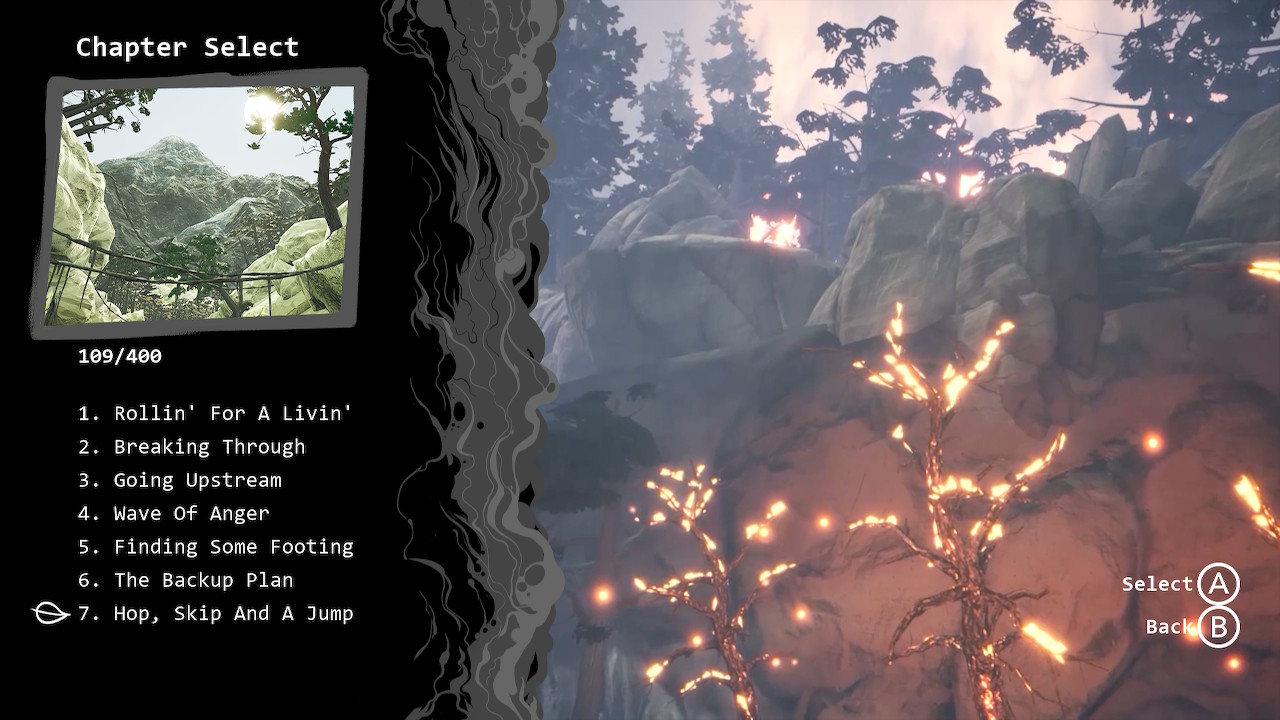 Chapter Select
109/400
1. Rollin' For A Livin'
2. Breaking Through
3. Going Upstream
4. Wave Of Anger
5. Finding Some Footing
6. The Backup Plan
7. Hop, Skip And A Jump
Select A
Back B